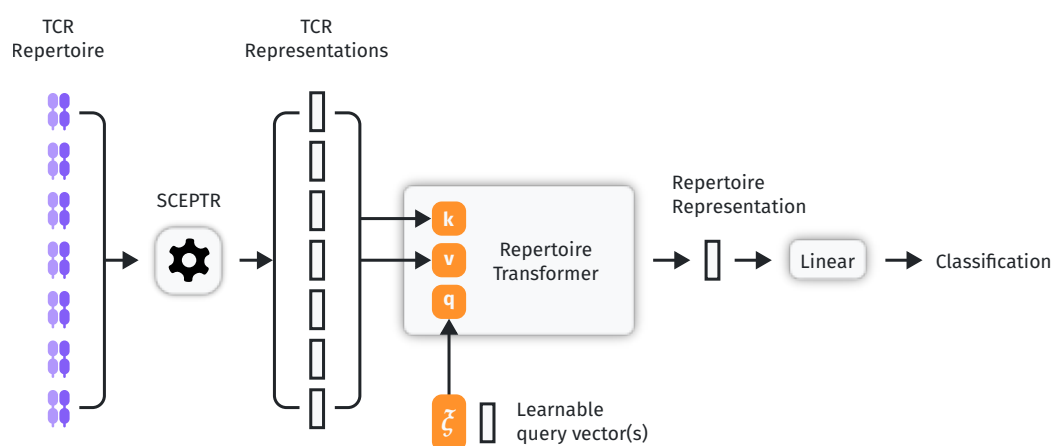 TCR
Repertoire
TCR
Representations
SCEPTR
k
v
q
Repertoire
Transformer
Repertoire
Representation
Linear
Classification
ξ
Learnable
query vector(s)